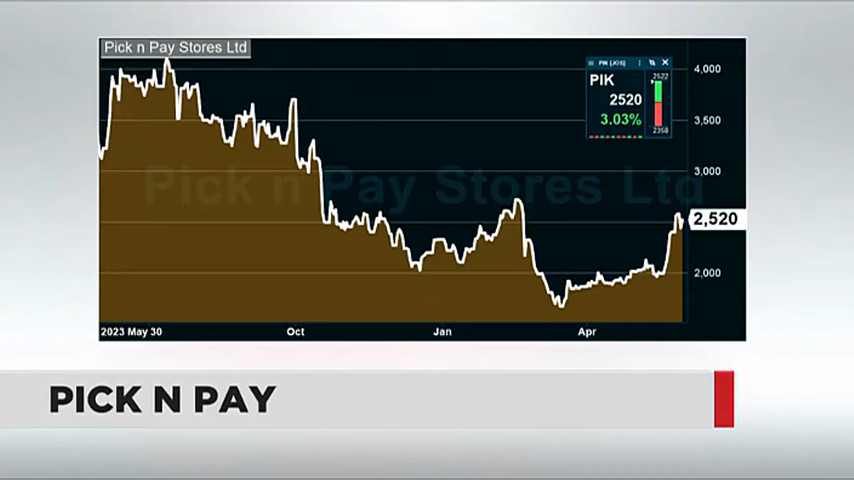 Pick n Pay Stores Ltd
PIK [JOS]
PIK
2522
2520
3.03%
2358
4,000
3,500
3,000
Pick n Pay Stores Ltd
2,520
2,000
2023 May 30 Oct Jan Apr
PICK N PAY